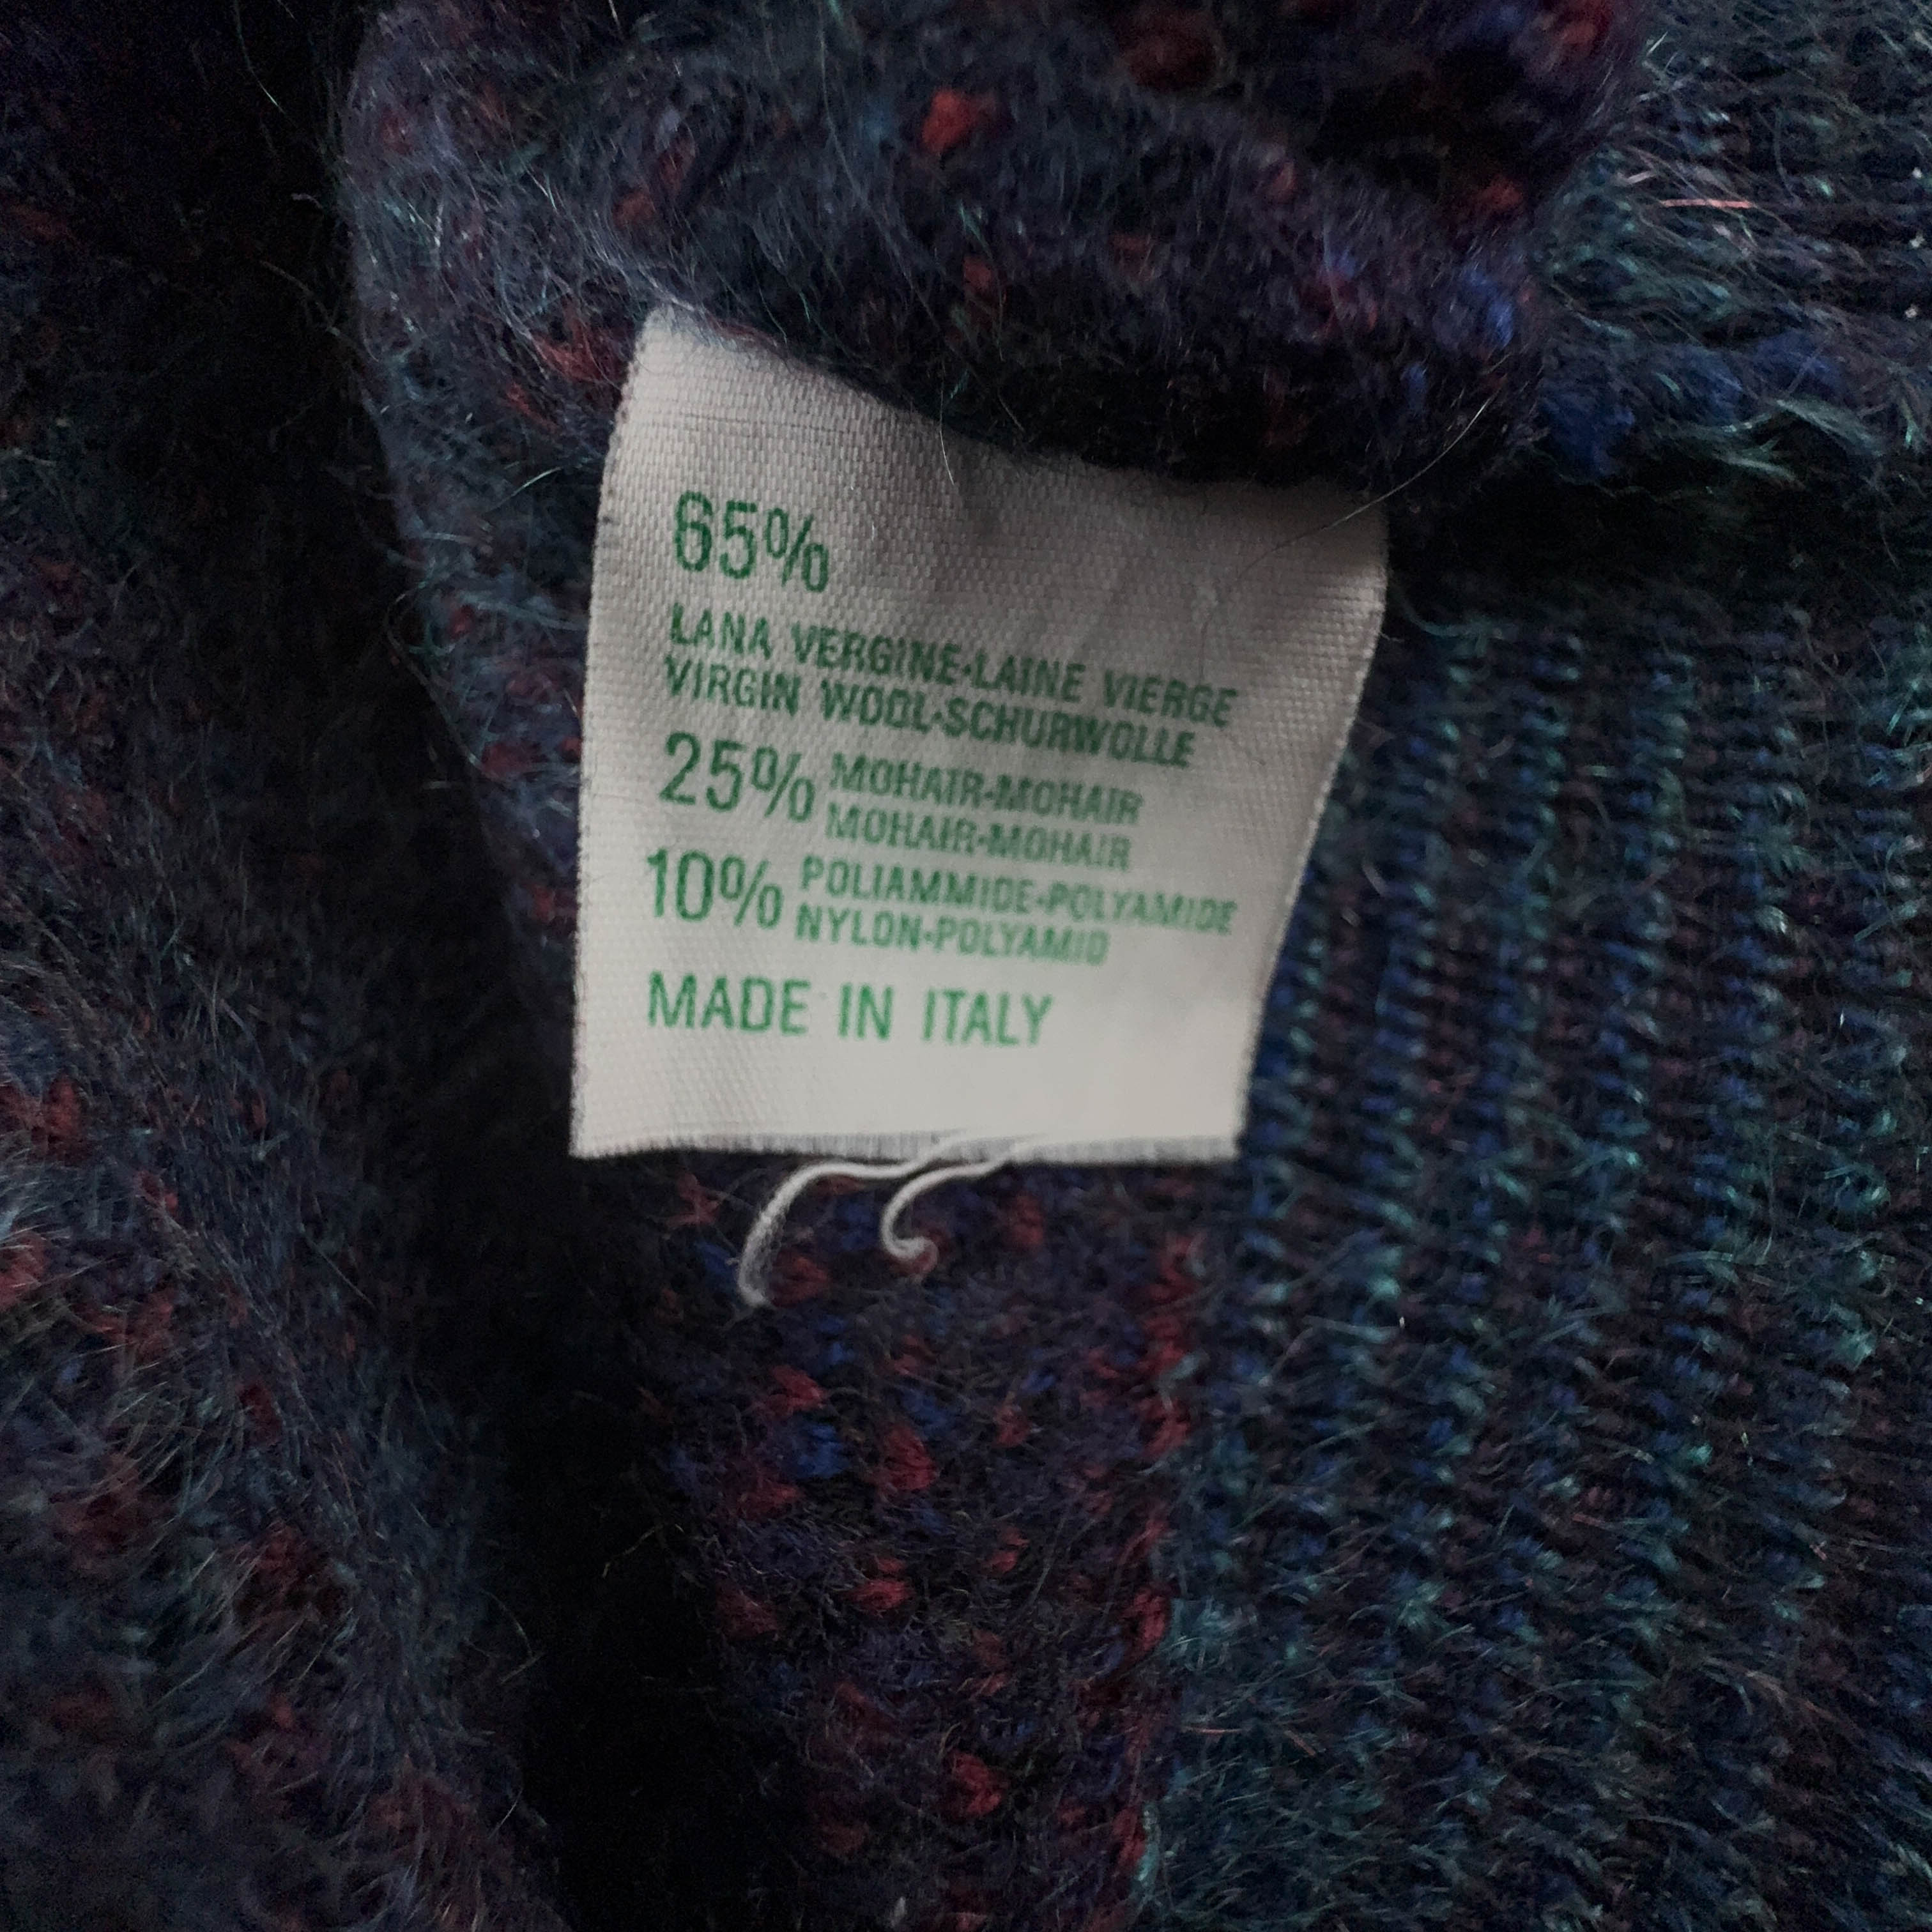 65%
LANA VERGINE-LAINE VIERGE
VIRGIN WOOL-SCHURWOLLE
25% MOHAIR-MOHAIR
MOHAIR-MOHAIR
10% POLIAMMIDE-POLYAMIDE
NYLON-POLYAMID
MADE IN ITALY